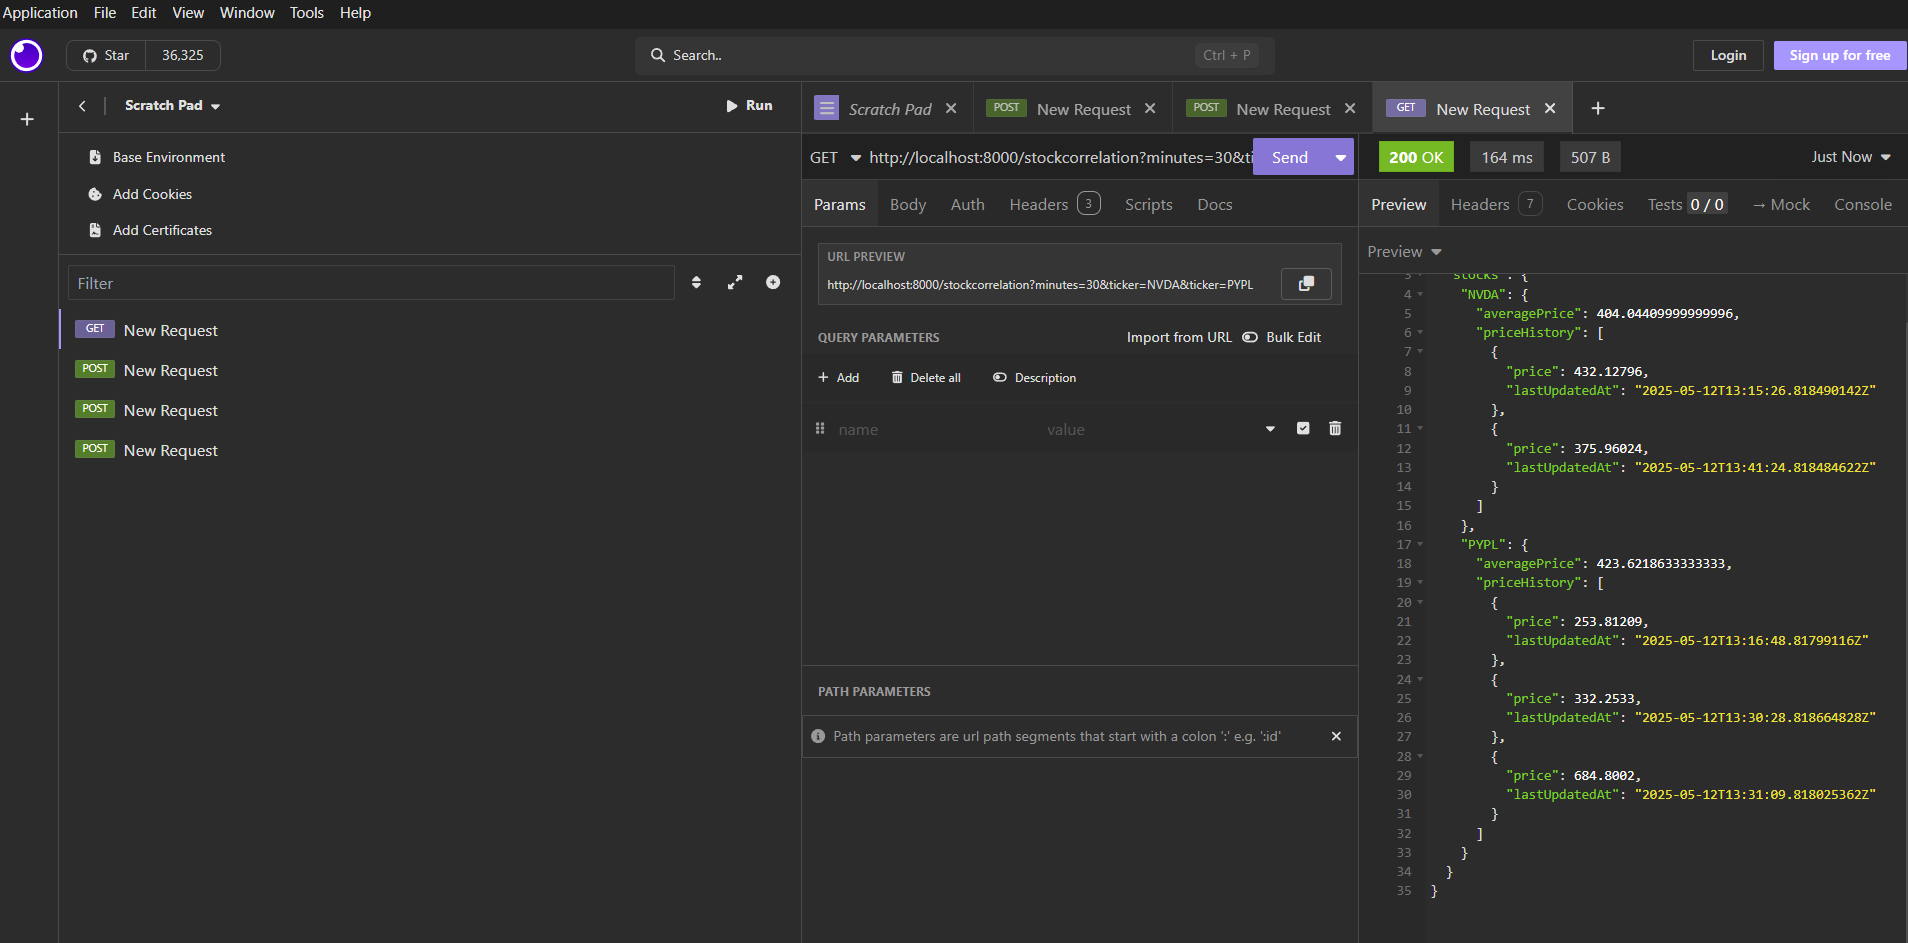 Application File Edit View Window Tools Help
Star 36,325
Search.. Ctrl + P
Login Sign up for free
Scratch Pad
Run
Base Environment
Add Cookies
Add Certificates
Filter
GET New Request
POST New Request
POST New Request
POST New Request
Scratch Pad
POST New Request
POST New Request
GET New Request
GET http://localhost:8000/stockcorrelation?minutes=30&ti
Send
Params Body Auth Headers 3 Scripts Docs
URL PREVIEW
http://localhost:8000/stockcorrelation?minutes=30&ticker=NVDA&ticker=PYPL
QUERY PARAMETERS Import from URL Bulk Edit
Add Delete all Description
name value
PATH PARAMETERS
Path parameters are url path segments that start with a colon ':' e.g. ':id'
200 OK 164 ms 507 B Just Now
Preview Headers 7 Cookies Tests 0 / 0 → Mock Console
Preview
3 "stocks": {
4 "NVDA": {
5 "averagePrice": 404.04409999999996,
6 "priceHistory": [
7 {
8 "price": 432.12796,
9 "lastUpdatedAt": "2025-05-12T13:15:26.818490142Z"
10 },
11 {
12 "price": 375.96024,
13 "lastUpdatedAt": "2025-05-12T13:41:24.818484622Z"
14 }
15 ]
16 },
17 "PYPL": {
18 "averagePrice": 423.6218633333333,
19 "priceHistory": [
20 {
21 "price": 253.81209,
22 "lastUpdatedAt": "2025-05-12T13:16:48.81799116Z"
23 },
24 {
25 "price": 332.2533,
26 "lastUpdatedAt": "2025-05-12T13:30:28.818664828Z"
27 },
28 {
29 "price": 684.8002,
30 "lastUpdatedAt": "2025-05-12T13:31:09.818025362Z"
31 }
32 ]
33 }
34 }
35 }